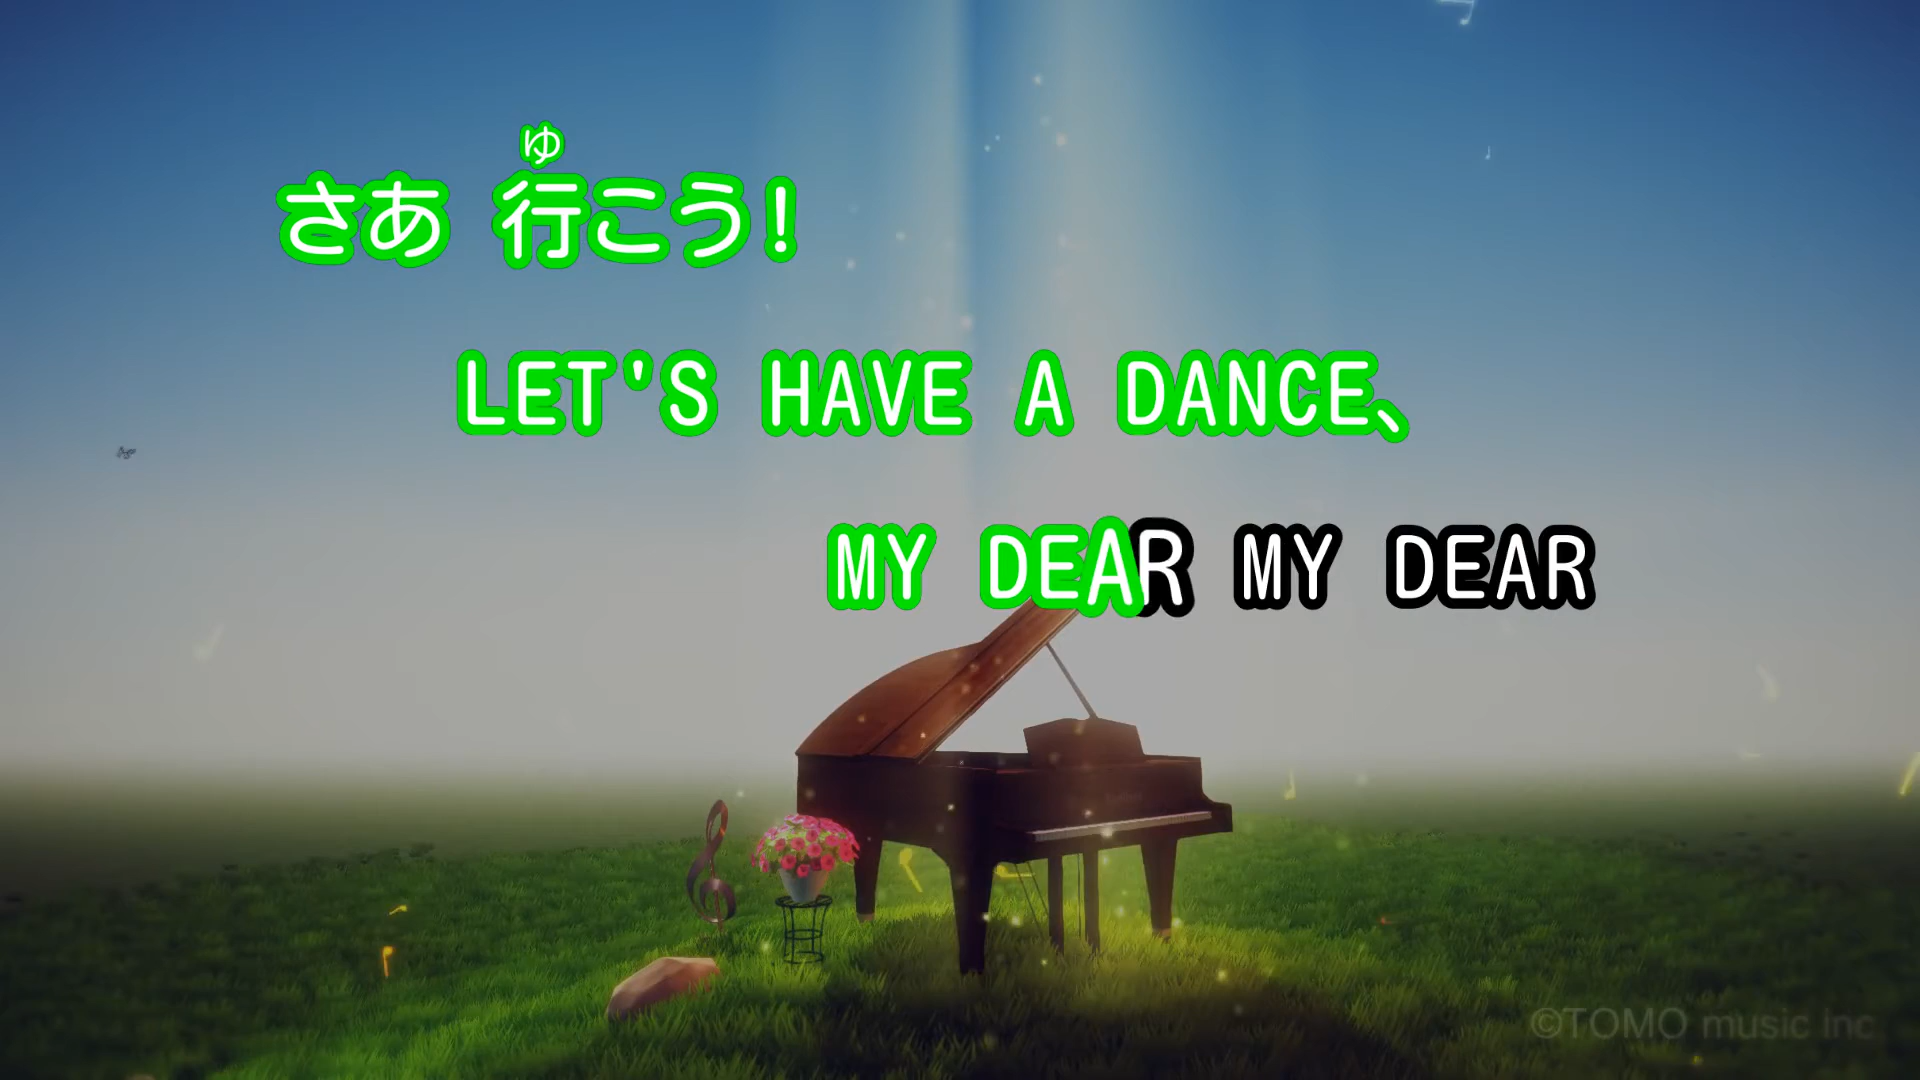 ゆ
さあ 行こう!
LET'S HAVE A DANCE、
MY DEAR MY DEAR
©TOMO music inc